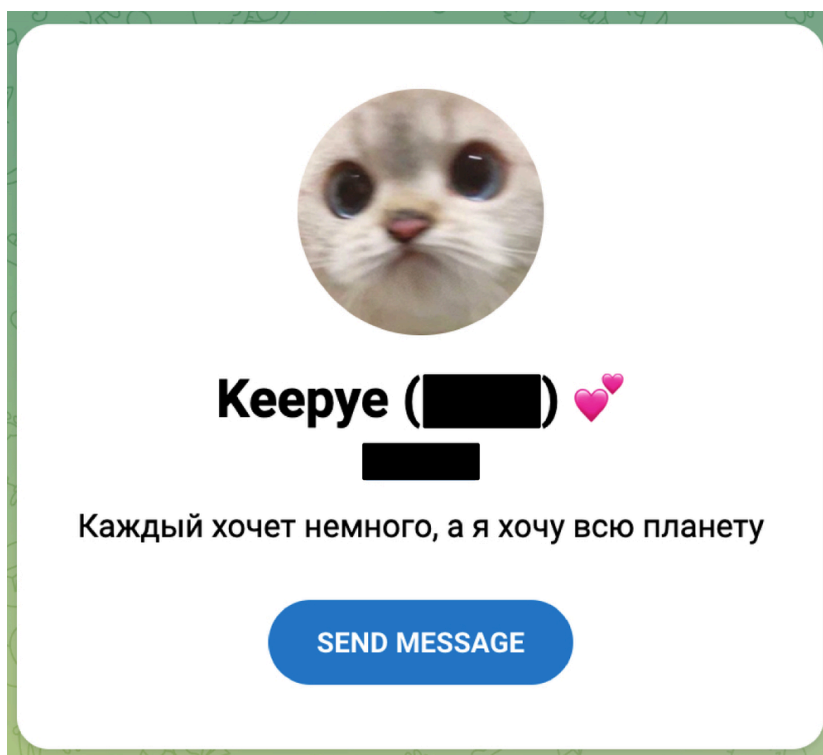 Keepye () 💕
Каждый хочет немного, а я хочу всю планету
SEND MESSAGE